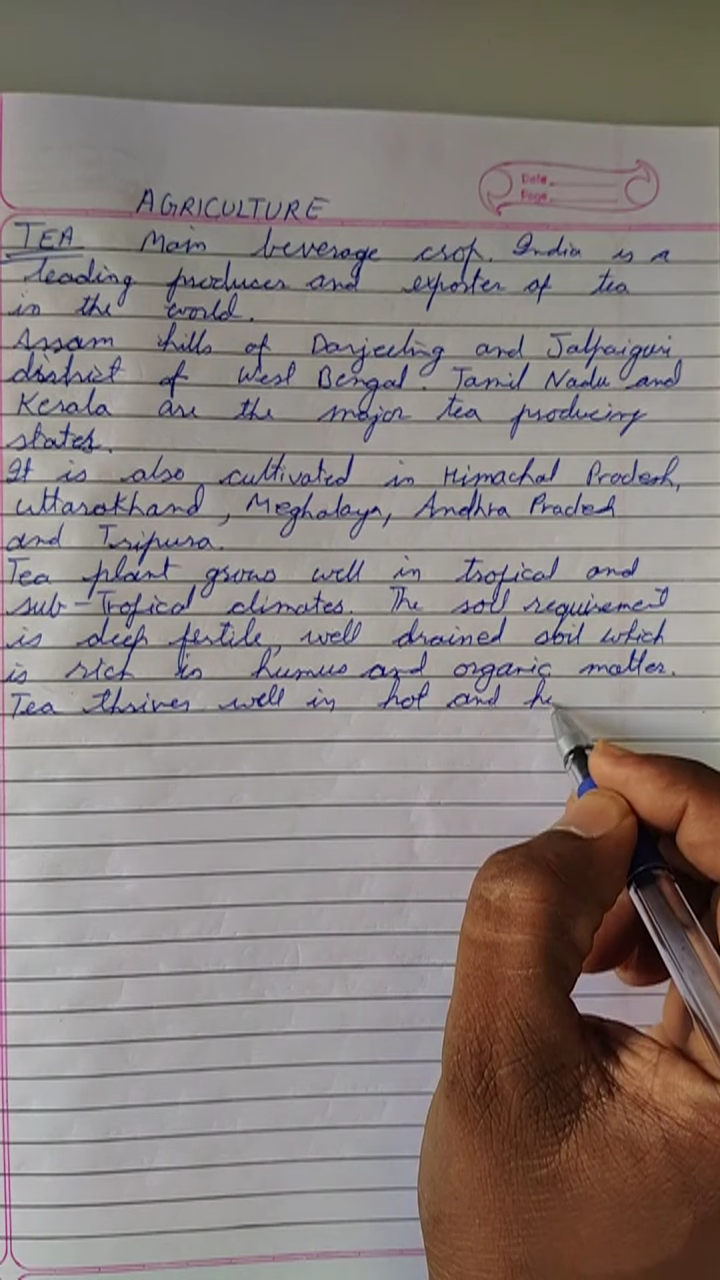 Date
Page
AGRICULTURE
TEA Main beverage crop. India is a
leading producer and exporter of tea
in the world.
Assam hills of Darjeeling and Jalpaiguri
district of West Bengal. Tamil Nadu and
Kerala are the major tea producing
states.
It is also cultivated in Himachal Pradesh,
Uttarakhand, Meghalaya, Andhra Pradesh
and Tripura.
Tea plant grows well in tropical and
sub-Tropical climates. The soil requirement
is deep fertile, well drained soil which
is rich in humus and organic matter.
Tea thrives well in hot and